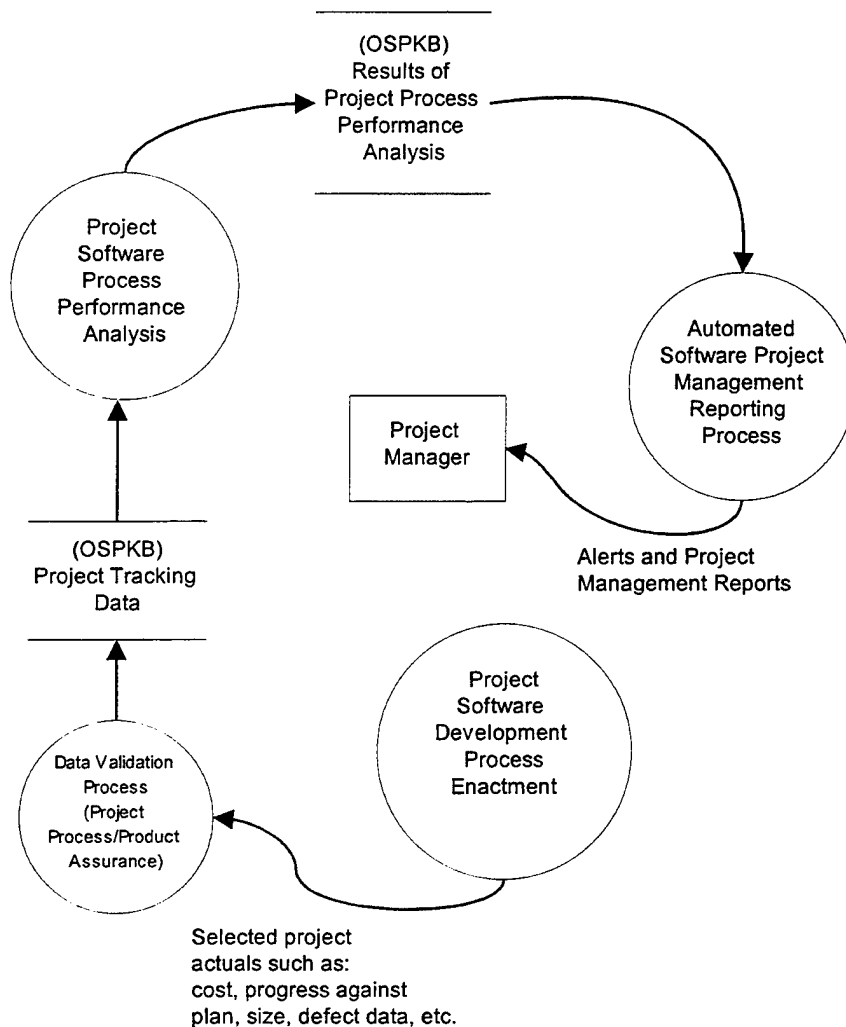 (OSPKB)
Results of
Project Process
Performance
Analysis
Project
Software
Process
Performance
Analysis
Automated
Software Project
Management
Reporting
Process
Project
Manager
Alerts and Project
Management Reports
(OSPKB)
Project Tracking
Data
Project
Software
Development
Process
Enactment
Data Validation
Process
(Project
Process/Product
Assurance)
Selected project
actuals such as:
cost, progress against
plan, size, defect data, etc.